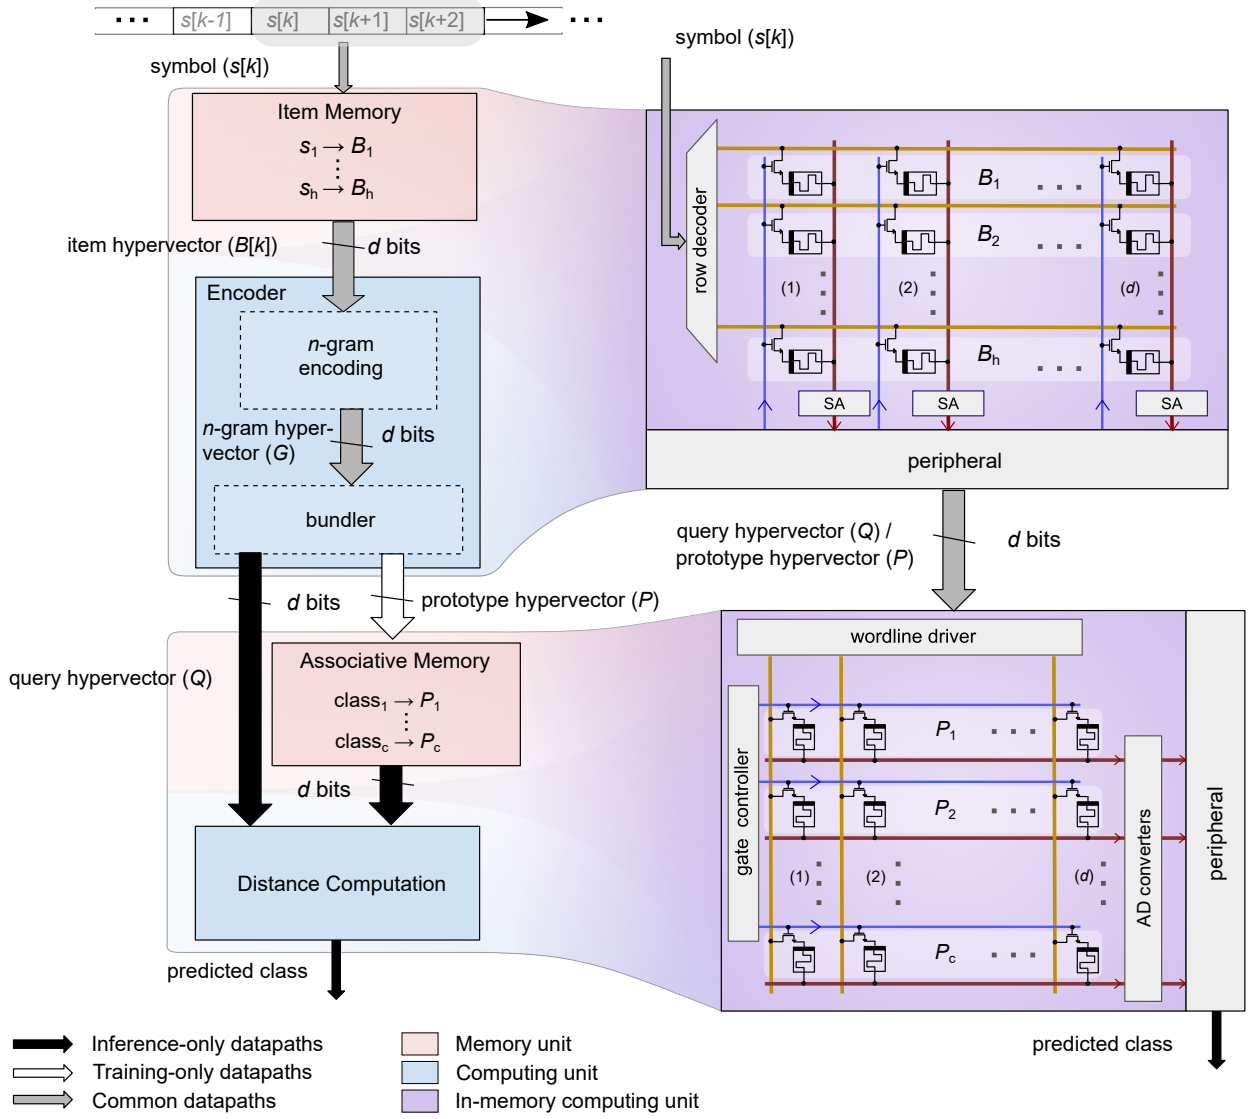 ... s[k-1] s[k] s[k+1] s[k+2] ...
symbol (s[k])
Item Memory
s1 → B1
sh → Bh
item hypervector (B[k])
d bits
Encoder
n-gram
encoding
n-gram hyper-
vector (G)
d bits
bundler
d bits
prototype hypervector (P)
query hypervector (Q)
Associative Memory
class1 → P1
classc → Pc
d bits
Distance Computation
predicted class
symbol (s[k])
row decoder
B1
B2
(1) (2) (d)
Bh
SA SA SA
peripheral
query hypervector (Q) /
prototype hypervector (P)
d bits
wordline driver
gate controller
P1
P2
(1) (2) (d)
Pc
AD converters
peripheral
predicted class
Inference-only datapaths
Training-only datapaths
Common datapaths
Memory unit
Computing unit
In-memory computing unit